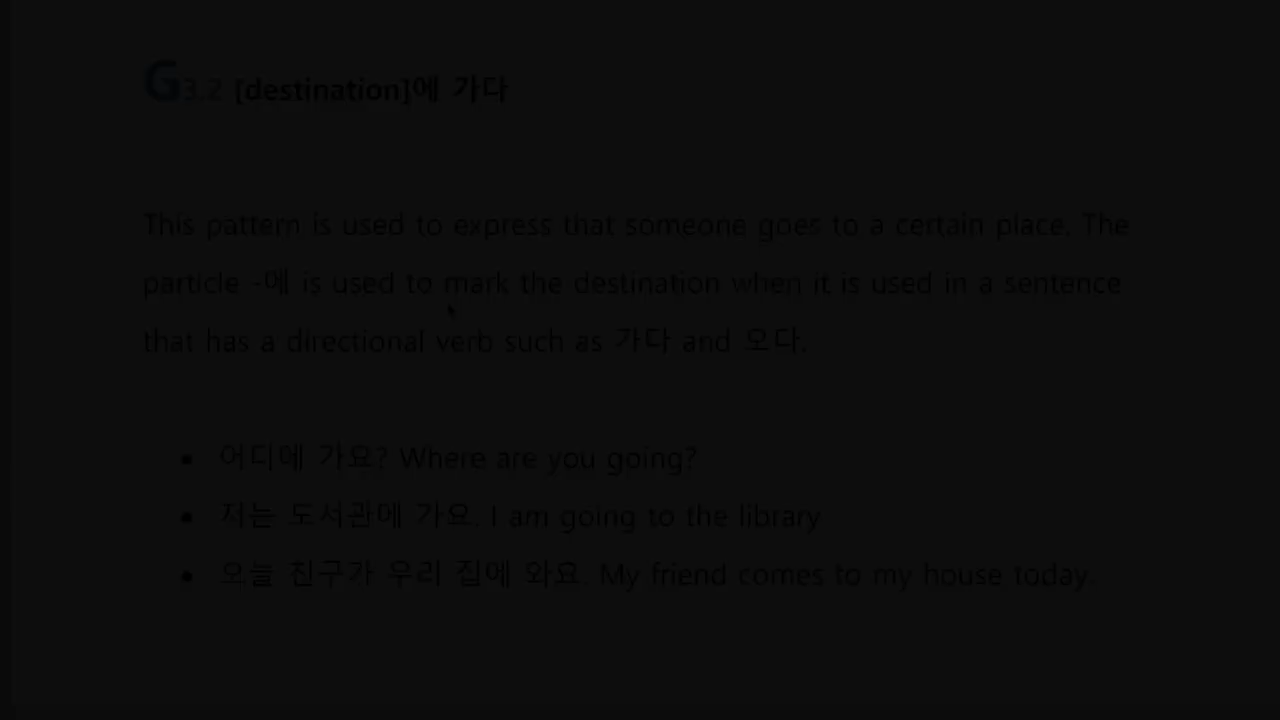 G3.2 [destination]에 가다
This pattern is used to express that someone goes to a certain place. The
particle -에 is used to mark the destination when it is used in a sentence
that has a directional verb such as 가다 and 오다.
• 어디에 가요? Where are you going?
• 저는 도서관에 가요. I am going to the library
• 오늘 친구가 우리 집에 와요. My friend comes to my house today.